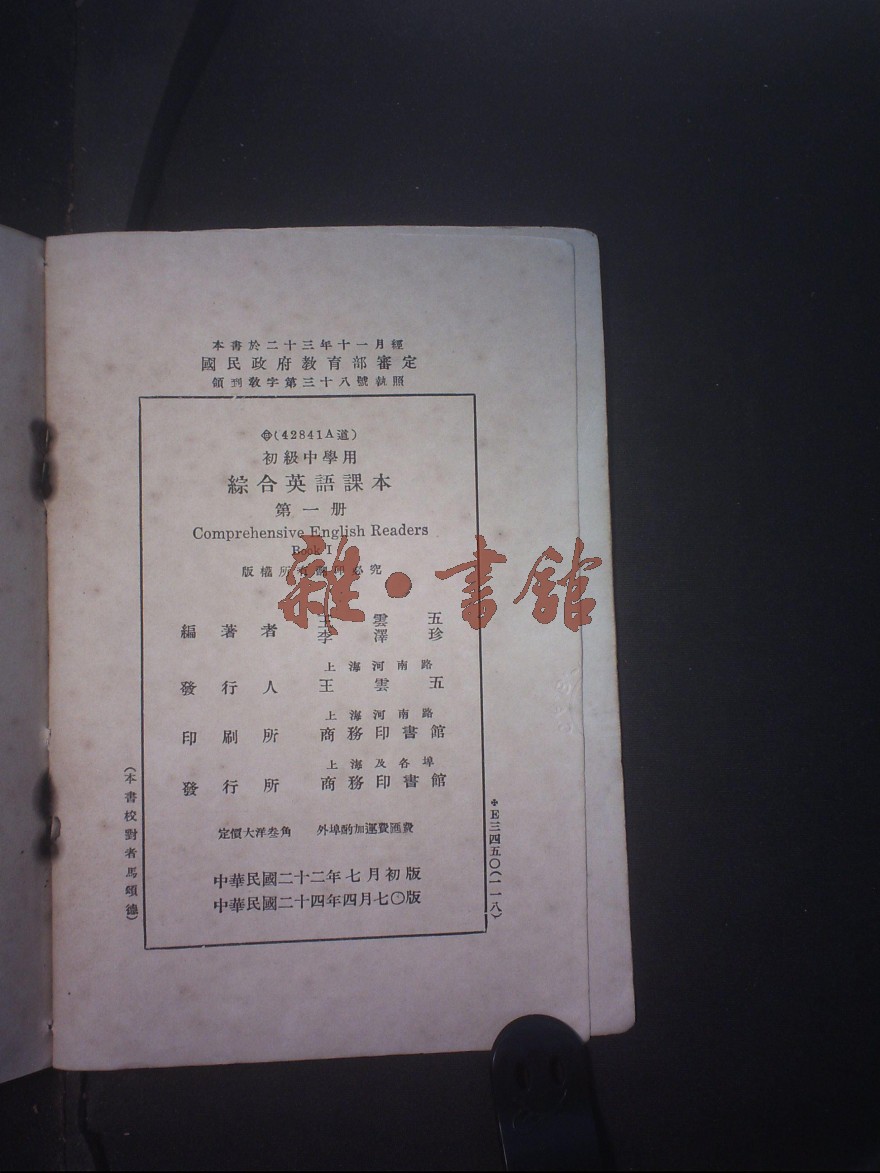 本書於二十三年十一月經
國民政府教育部審定
領到教字第三十八號執照
(42841A道)
初級中學用
綜合英語課本
第一册
Comprehensive English Readers
Book I
版權所有翻印必究
雜·書館
編著者 王雲五
李澤珍
上海河南路
發行人 王雲五
上海河南路
印刷所 商務印書館
上海及各埠
發行所 商務印書館
定價大洋叁角 外埠酌加運費匯費
中華民國二十二年七月初版
中華民國二十四年四月七〇版
(本書校對者馬頌德)
E三四五〇(一一八)